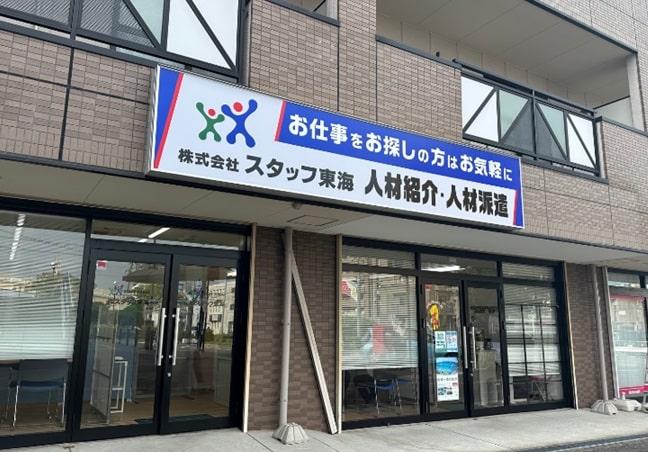 お仕事をお探しの方はお気軽に
株式会社 スタッフ東海 人材紹介・人材派遣